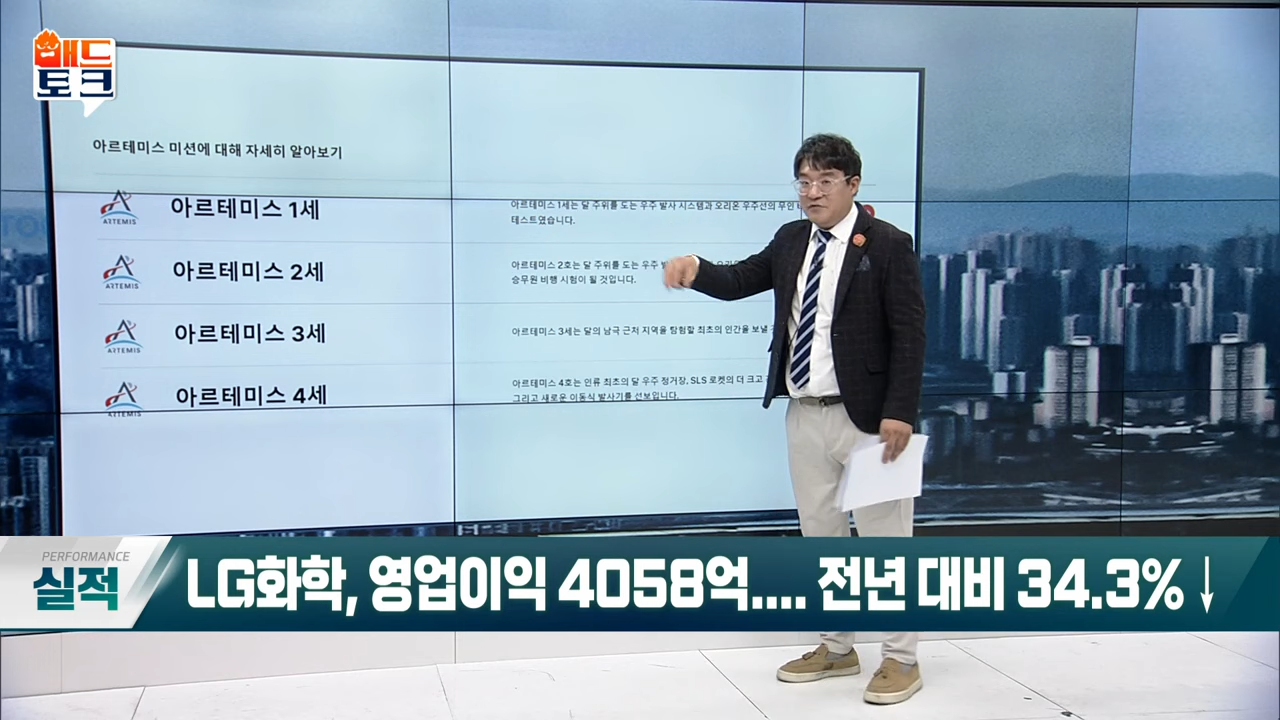 매드
토크
아르테미스 미션에 대해 자세히 알아보기
ARTEMIS
아르테미스 1세
아르테미스 1세는 달 주위를 도는 우주 발사 시스템과 오리온 우주선의 무인
테스트였습니다.
ARTEMIS
아르테미스 2세
아르테미스 2호는 달 주위를 도는 우주
승무원 비행 시험이 될 것입니다.
ARTEMIS
아르테미스 3세
아르테미스 3세는 달의 남극 근처 지역을 탐험할 최초의 인간을 보낼
ARTEMIS
아르테미스 4세
아르테미스 4호는 인류 최초의 달 우주 정거장, SLS 로켓의 더 크고
그리고 새로운 이동식 발사기를 선보입니다.
PERFORMANCE
실적
LG화학, 영업이익 4058억.... 전년 대비 34.3%↓